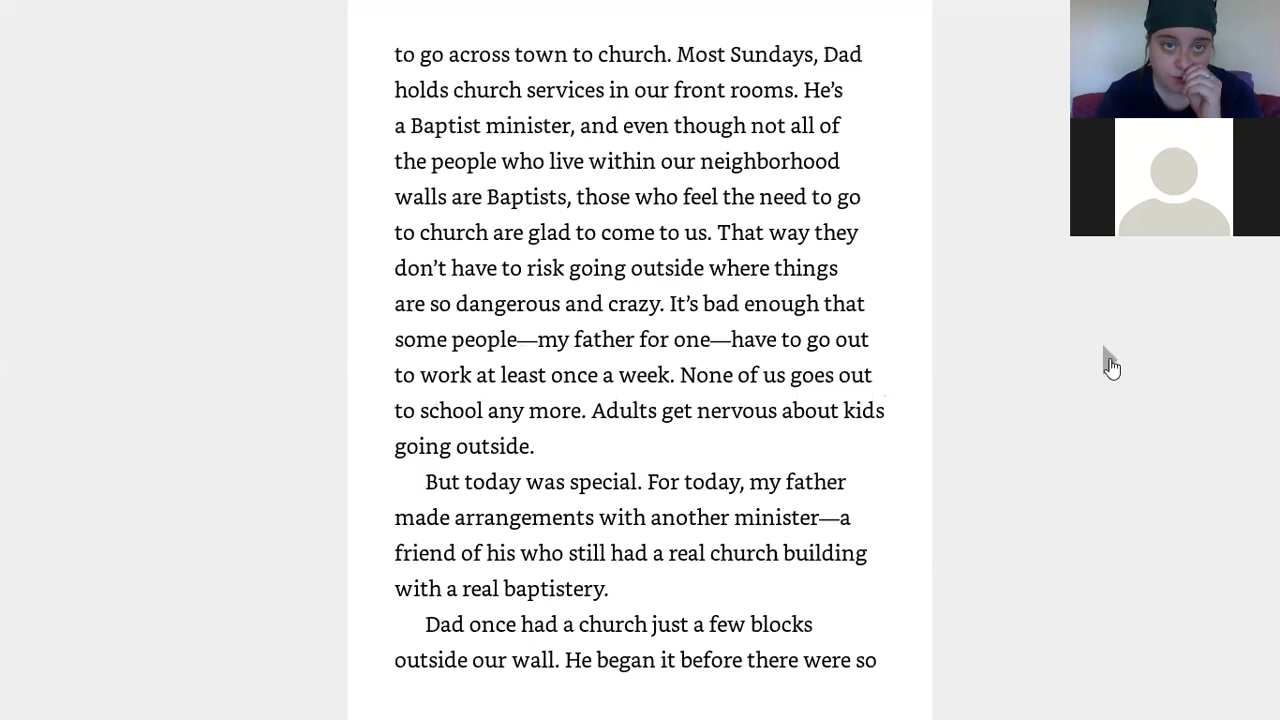 to go across town to church. Most Sundays, Dad
holds church services in our front rooms. He’s
a Baptist minister, and even though not all of
the people who live within our neighborhood
walls are Baptists, those who feel the need to go
to church are glad to come to us. That way they
don’t have to risk going outside where things
are so dangerous and crazy. It’s bad enough that
some people—my father for one—have to go out
to work at least once a week. None of us goes out
to school any more. Adults get nervous about kids
going outside.
But today was special. For today, my father
made arrangements with another minister—a
friend of his who still had a real church building
with a real baptistery.
Dad once had a church just a few blocks
outside our wall. He began it before there were so